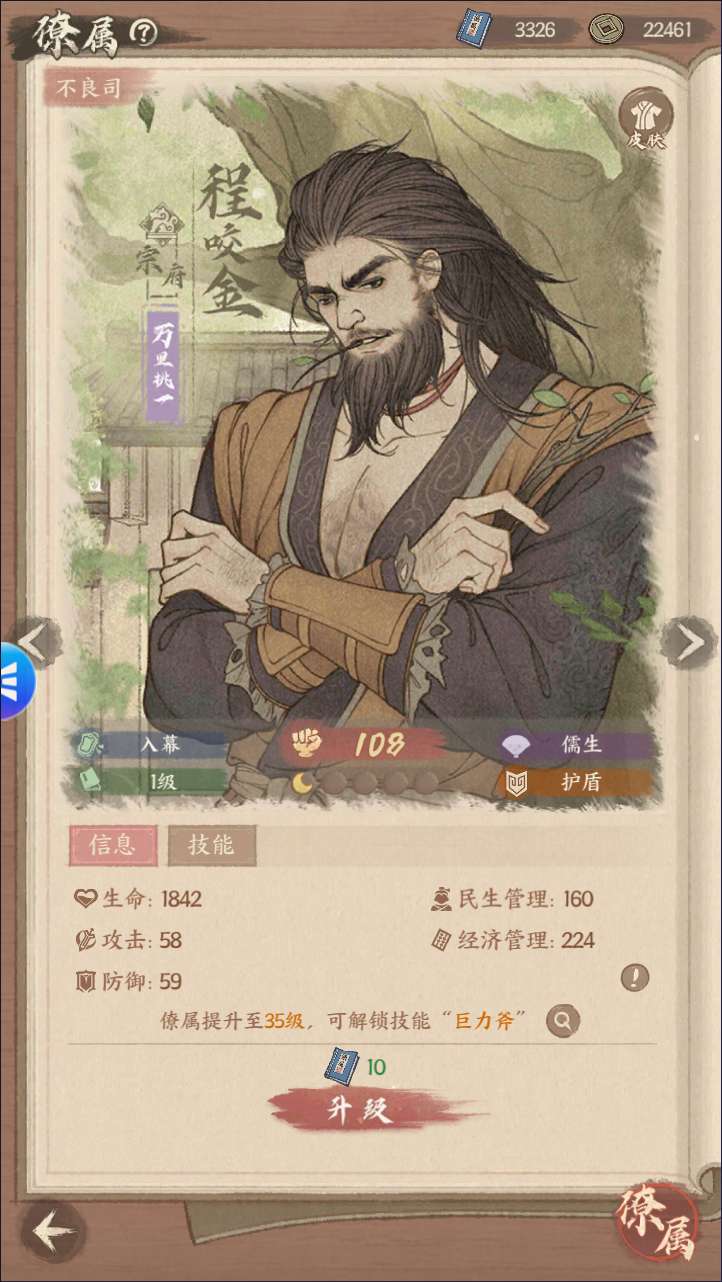 僚属 ? 3326 22461
不良司
皮肤
程咬金
宗府
万里挑一
入幕 108 儒生
1级 护盾
信息 技能
生命: 1842 民生管理: 160
攻击: 58 经济管理: 224
防御: 59
僚属提升至35级，可解锁技能“巨力斧”
10
升级
僚属